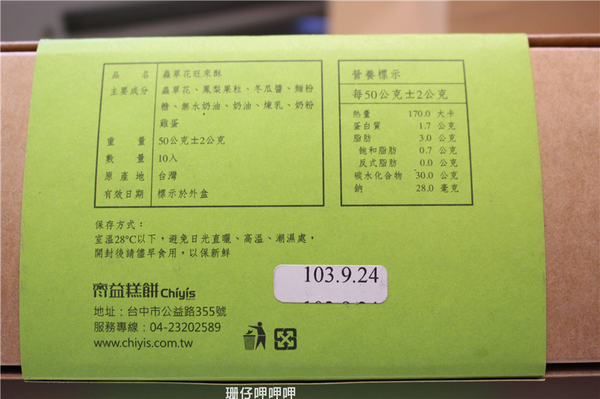 品名 蟲草花旺來酥
主要成分 蟲草花、鳳梨果粒、冬瓜醬、麵粉
糖、無水奶油、奶油、煉乳、奶粉
雞蛋
重量 50公克±2公克
數量 10入
原產地 台灣
有效日期 標示於外盒
營養標示
每50公克±2公克
熱量 170.0 大卡
蛋白質 1.7 公克
脂肪 3.0 公克
飽和脂肪 0.7 公克
反式脂肪 0.0 公克
碳水化合物 30.0 公克
鈉 28.0 毫克
保存方式:
室溫28°C以下,避免日光直曬、高溫、潮濕處,
開封後請儘早食用,以保新鮮
103.9.24
奇益糕餅Chiyis
地址:台中市公益路355號
服務專線:04-23202589
www.chiyis.com.tw
珊仔呷呷呷